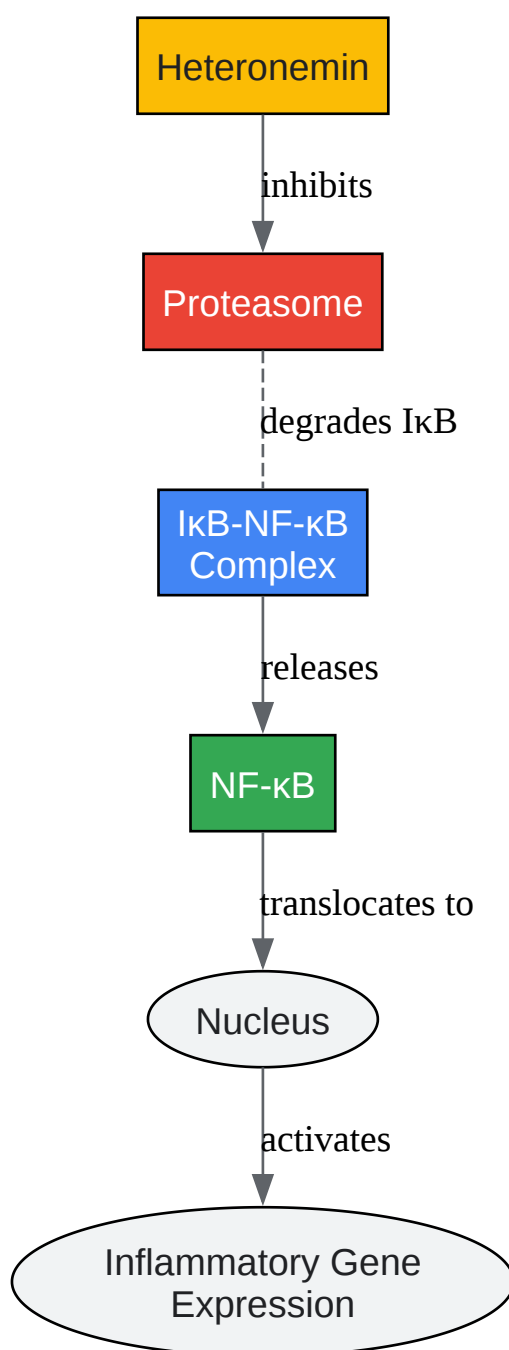 Heteronemin
inhibits
Proteasome
degrades IκB
IκB-NF-κB
Complex
releases
NF-κB
translocates to
Nucleus
activates
Inflammatory Gene
Expression